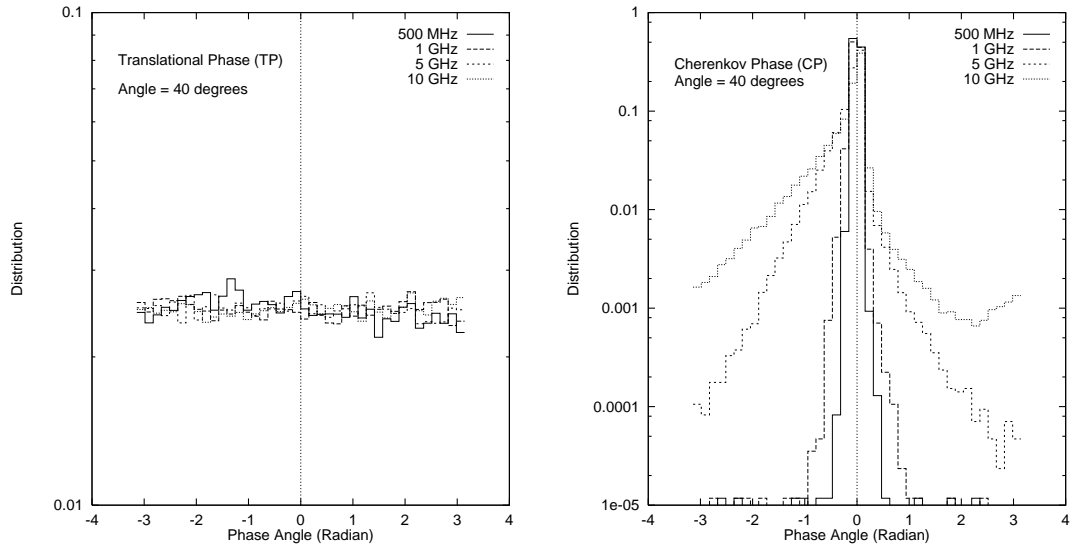 0.1
0.01
Distribution
-4 -3 -2 -1 0 1 2 3 4
Phase Angle (Radian)
Translational Phase (TP)
Angle = 40 degrees
500 MHz
1 GHz
5 GHz
10 GHz
1
0.1
0.01
0.001
0.0001
1e-05
Distribution
-4 -3 -2 -1 0 1 2 3 4
Phase Angle (Radian)
Cherenkov Phase (CP)
Angle = 40 degrees
500 MHz
1 GHz
5 GHz
10 GHz